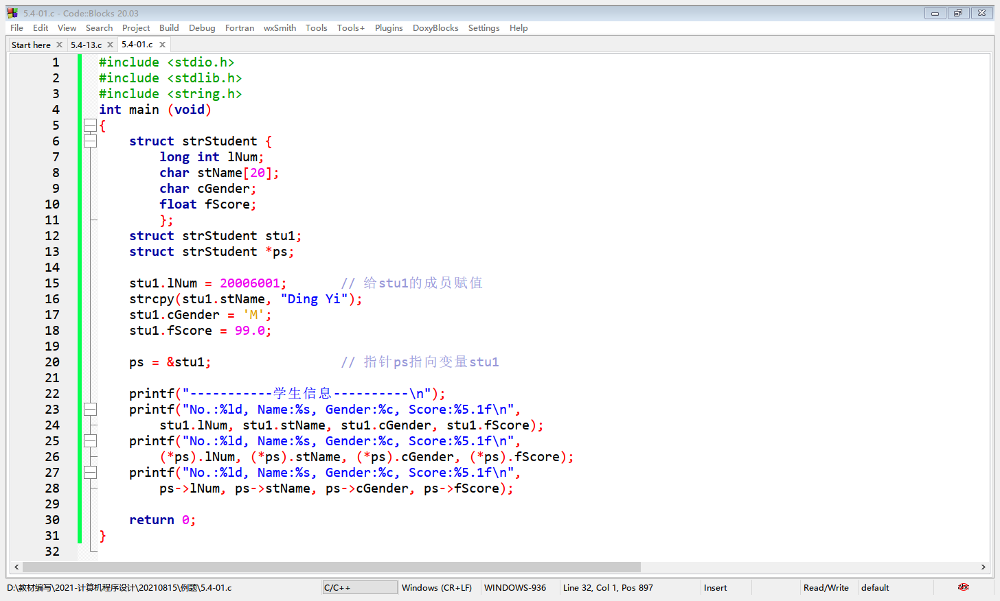 5.4-01.c - Code::Blocks 20.03
File Edit View Search Project Build Debug Fortran wxSmith Tools Tools+ Plugins DoxyBlocks Settings Help
Start here 5.4-13.c 5.4-01.c
1 #include <stdio.h>
2 #include <stdlib.h>
3 #include <string.h>
4 int main (void)
5 {
6     struct strStudent {
7         long int lNum;
8         char stName[20];
9         char cGender;
10         float fScore;
11         };
12     struct strStudent stu1;
13     struct strStudent *ps;
14
15     stu1.lNum = 20006001;       // 给stu1的成员赋值
16     strcpy(stu1.stName, "Ding Yi");
17     stu1.cGender = 'M';
18     stu1.fScore = 99.0;
19
20     ps = &stu1;                 // 指针ps指向变量stu1
21
22     printf("-----------学生信息----------\n");
23     printf("No.:%ld, Name:%s, Gender:%c, Score:%5.1f\n",
24         stu1.lNum, stu1.stName, stu1.cGender, stu1.fScore);
25     printf("No.:%ld, Name:%s, Gender:%c, Score:%5.1f\n",
26         (*ps).lNum, (*ps).stName, (*ps).cGender, (*ps).fScore);
27     printf("No.:%ld, Name:%s, Gender:%c, Score:%5.1f\n",
28         ps->lNum, ps->stName, ps->cGender, ps->fScore);
29
30     return 0;
31 }
32
D:\教材编写\2021-计算机程序设计\20210815\例题\5.4-01.c C/C++ Windows (CR+LF) WINDOWS-936 Line 32, Col 1, Pos 897 Insert Read/Write default abc